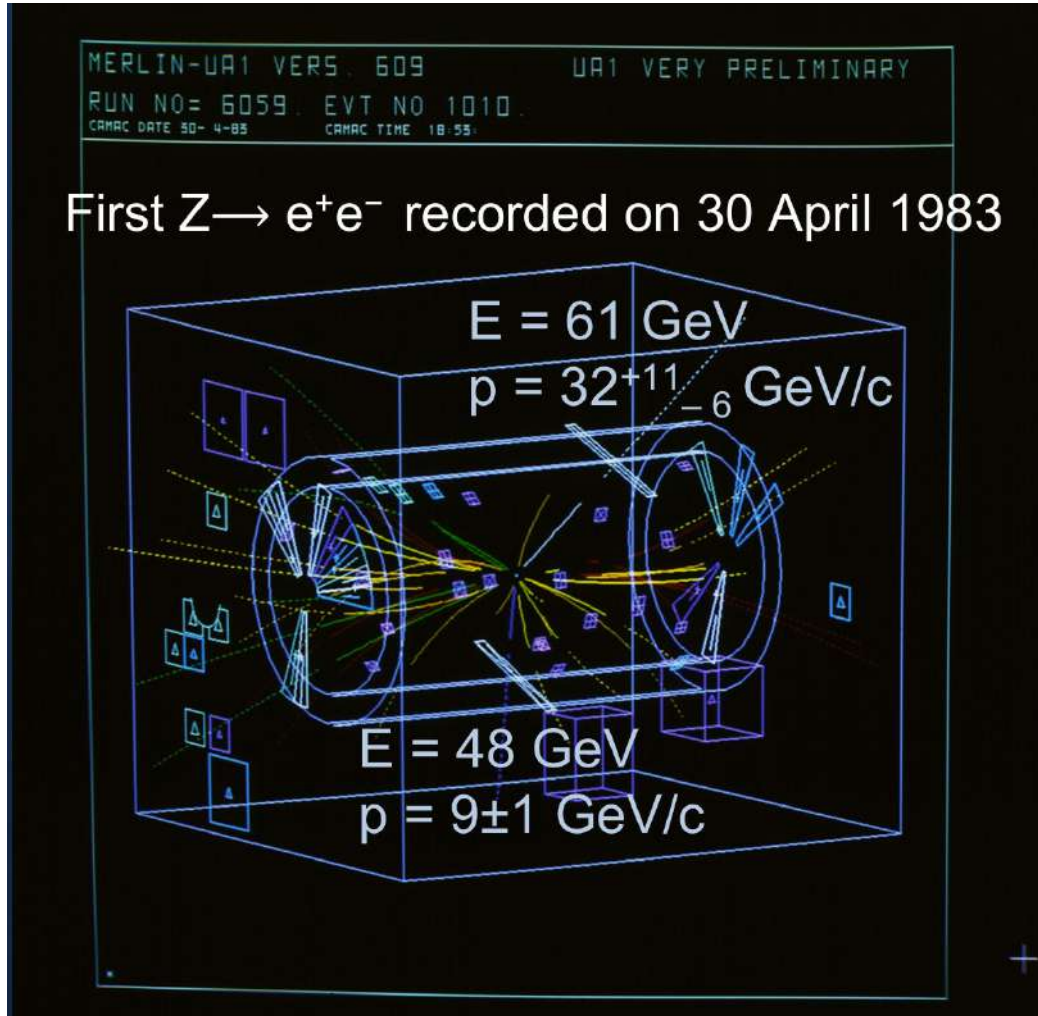 MERLIN-UA1 VERS. 609 UA1 VERY PRELIMINARY
RUN NO= 6059. EVT NO 1010.
CAMAC DATE 30- 4-83 CAMAC TIME 18:53:
First Z⟶ e⁺e⁻ recorded on 30 April 1983
E = 61 GeV
p = 32⁺¹¹₋₆ GeV/c
E = 48 GeV
p = 9±1 GeV/c